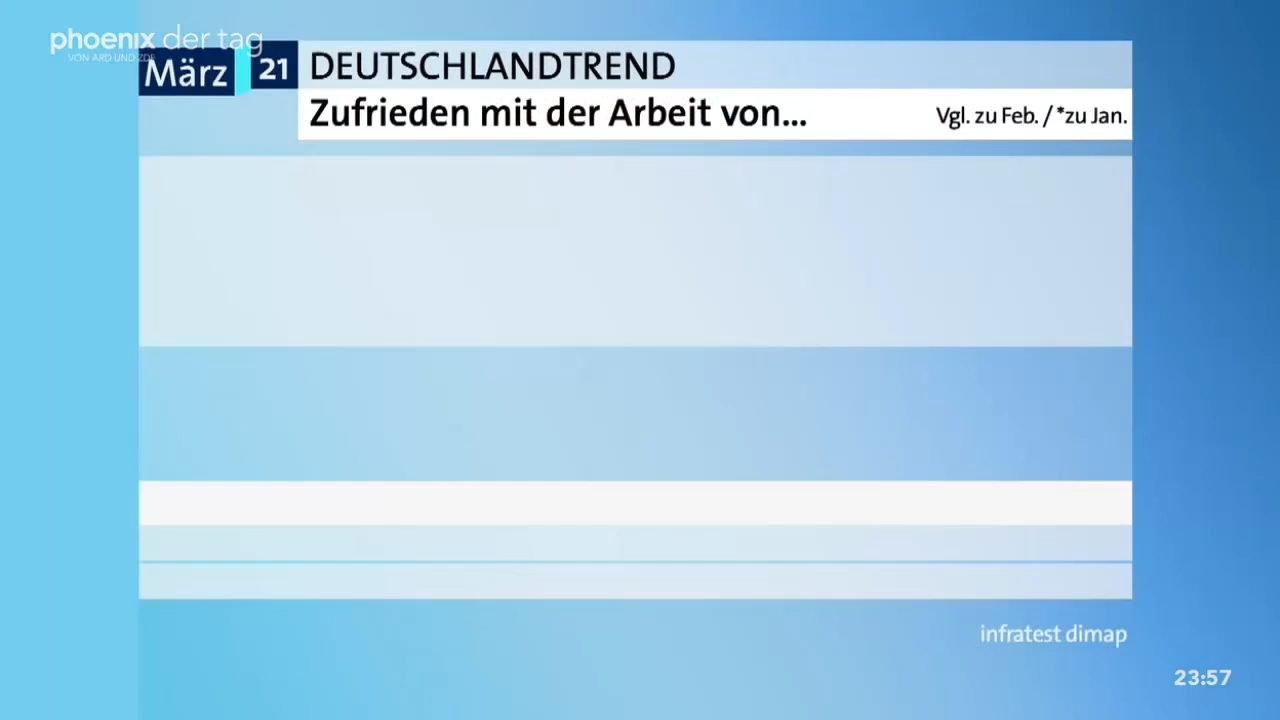 phoenix der tag
VON ARD UND ZDF
März 21
DEUTSCHLANDTREND
Zufrieden mit der Arbeit von...
Vgl. zu Feb. / *zu Jan.
infratest dimap
23:57